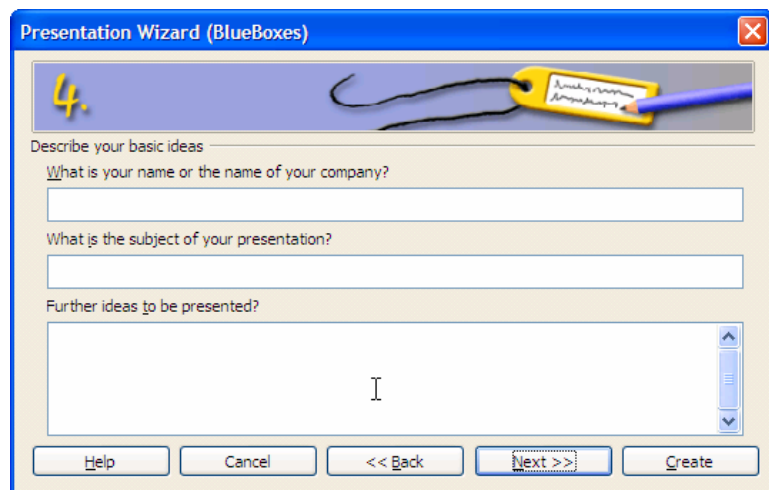 Presentation Wizard (BlueBoxes)
4.
Describe your basic ideas
What is your name or the name of your company?
What is the subject of your presentation?
Further ideas to be presented?
Help Cancel << Back Next >> Create